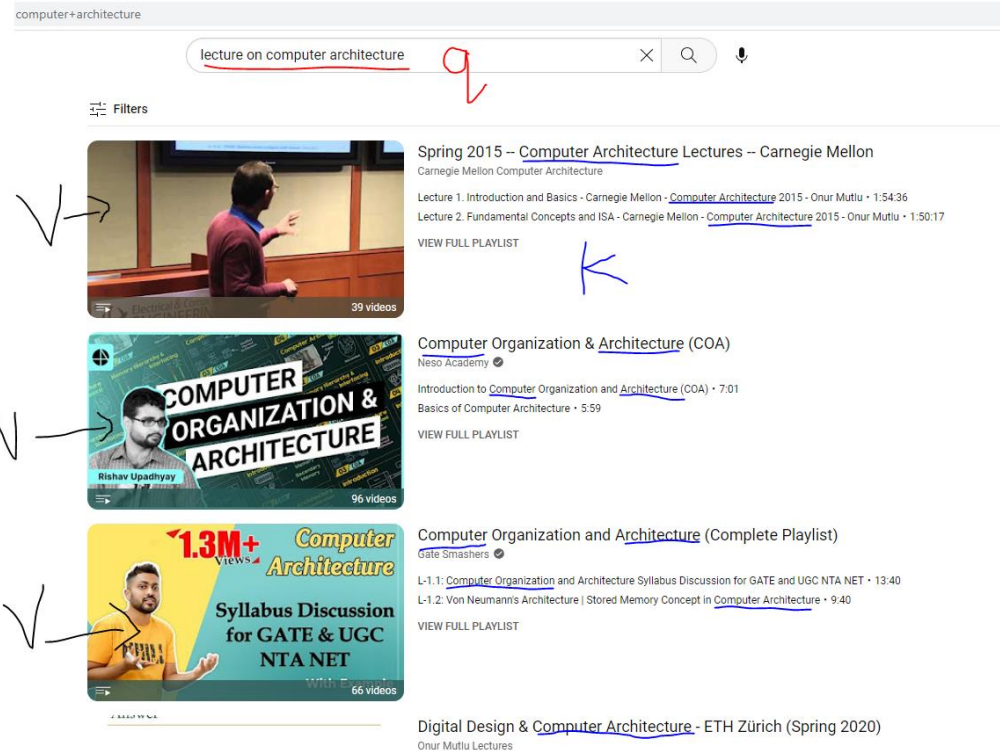 computer+architecture
lecture on computer architecture
q
Filters
Spring 2015 -- Computer Architecture Lectures -- Carnegie Mellon
Carnegie Mellon Computer Architecture
Lecture 1. Introduction and Basics - Carnegie Mellon - Computer Architecture 2015 - Onur Mutlu • 1:54:36
Lecture 2. Fundamental Concepts and ISA - Carnegie Mellon - Computer Architecture 2015 - Onur Mutlu • 1:50:17
VIEW FULL PLAYLIST
V
K
39 videos
Computer Organization & Architecture (COA)
Neso Academy
Introduction to Computer Organization and Architecture (COA) • 7:01
Basics of Computer Architecture • 5:59
VIEW FULL PLAYLIST
V
COMPUTER
ORGANIZATION &
ARCHITECTURE
Rishav Upadhyay
96 videos
Computer Organization and Architecture (Complete Playlist)
Gate Smashers
L-1.1: Computer Organization and Architecture Syllabus Discussion for GATE and UGC NTA NET • 13:40
L-1.2: Von Neumann's Architecture | Stored Memory Concept in Computer Architecture • 9:40
VIEW FULL PLAYLIST
V
1.3M+
Views
Computer
Architecture
Syllabus Discussion
for GATE & UGC
NTA NET
With Example
66 videos
Answer
Digital Design & Computer Architecture - ETH Zürich (Spring 2020)
Onur Mutlu Lectures